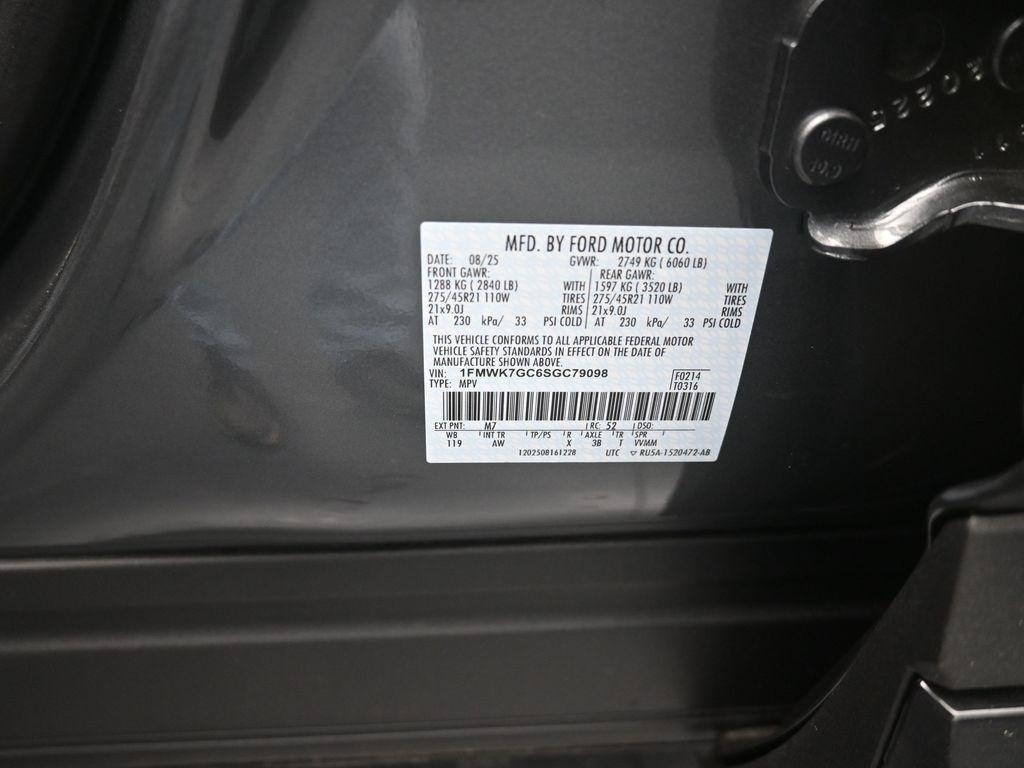 20225
HRID
MFD. BY FORD MOTOR CO.
DATE: 08/25 GVWR: 2749 KG ( 6060 LB)
FRONT GAWR: REAR GAWR:
1288 KG ( 2840 LB) WITH 1597 KG ( 3520 LB) WITH
275/45R21 110W TIRES 275/45R21 110W TIRES
21x9.0J RIMS 21x9.0J RIMS
AT 230 kPa/ 33 PSI COLD AT 230 kPa/ 33 PSI COLD
THIS VEHICLE CONFORMS TO ALL APPLICABLE FEDERAL MOTOR
VEHICLE SAFETY STANDARDS IN EFFECT ON THE DATE OF
MANUFACTURE SHOWN ABOVE.
VIN: 1FMWK7GC6SGC79098 F0214
TYPE: MPV T0316
EXT PNT: M7 RC: 52 DSO:
WB INT TR TP/PS R AXLE TR SPR
119 AW X 3B T VVMM
1202508161228 UTC ▽ RU5A-1520472-AB